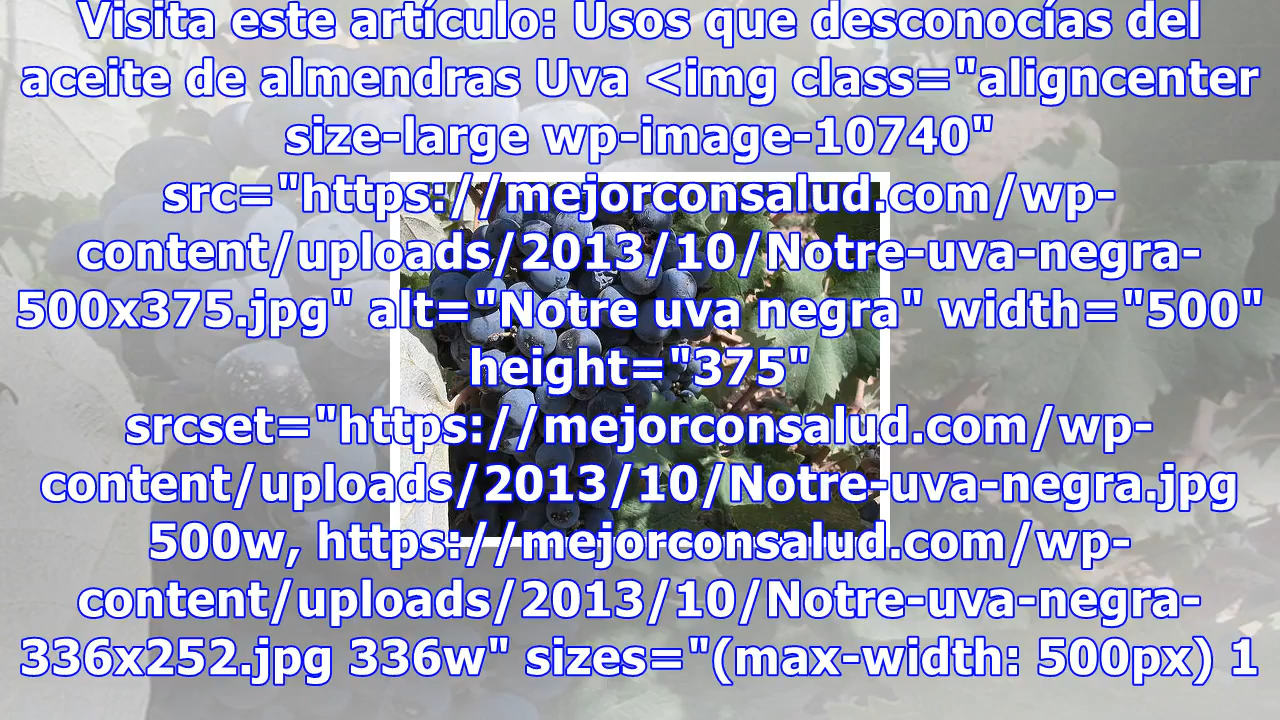 Visita este artículo: Usos que desconocías del
aceite de almendras Uva <img class="aligncenter
size-large wp-image-10740"
src="https://mejorconsalud.com/wp-
content/uploads/2013/10/Notre-uva-negra-
500x375.jpg" alt="Notre uva negra" width="500"
height="375"
srcset="https://mejorconsalud.com/wp-
content/uploads/2013/10/Notre-uva-negra.jpg
500w, https://mejorconsalud.com/wp-
content/uploads/2013/10/Notre-uva-negra-
336x252.jpg 336w" sizes="(max-width: 500px) 1